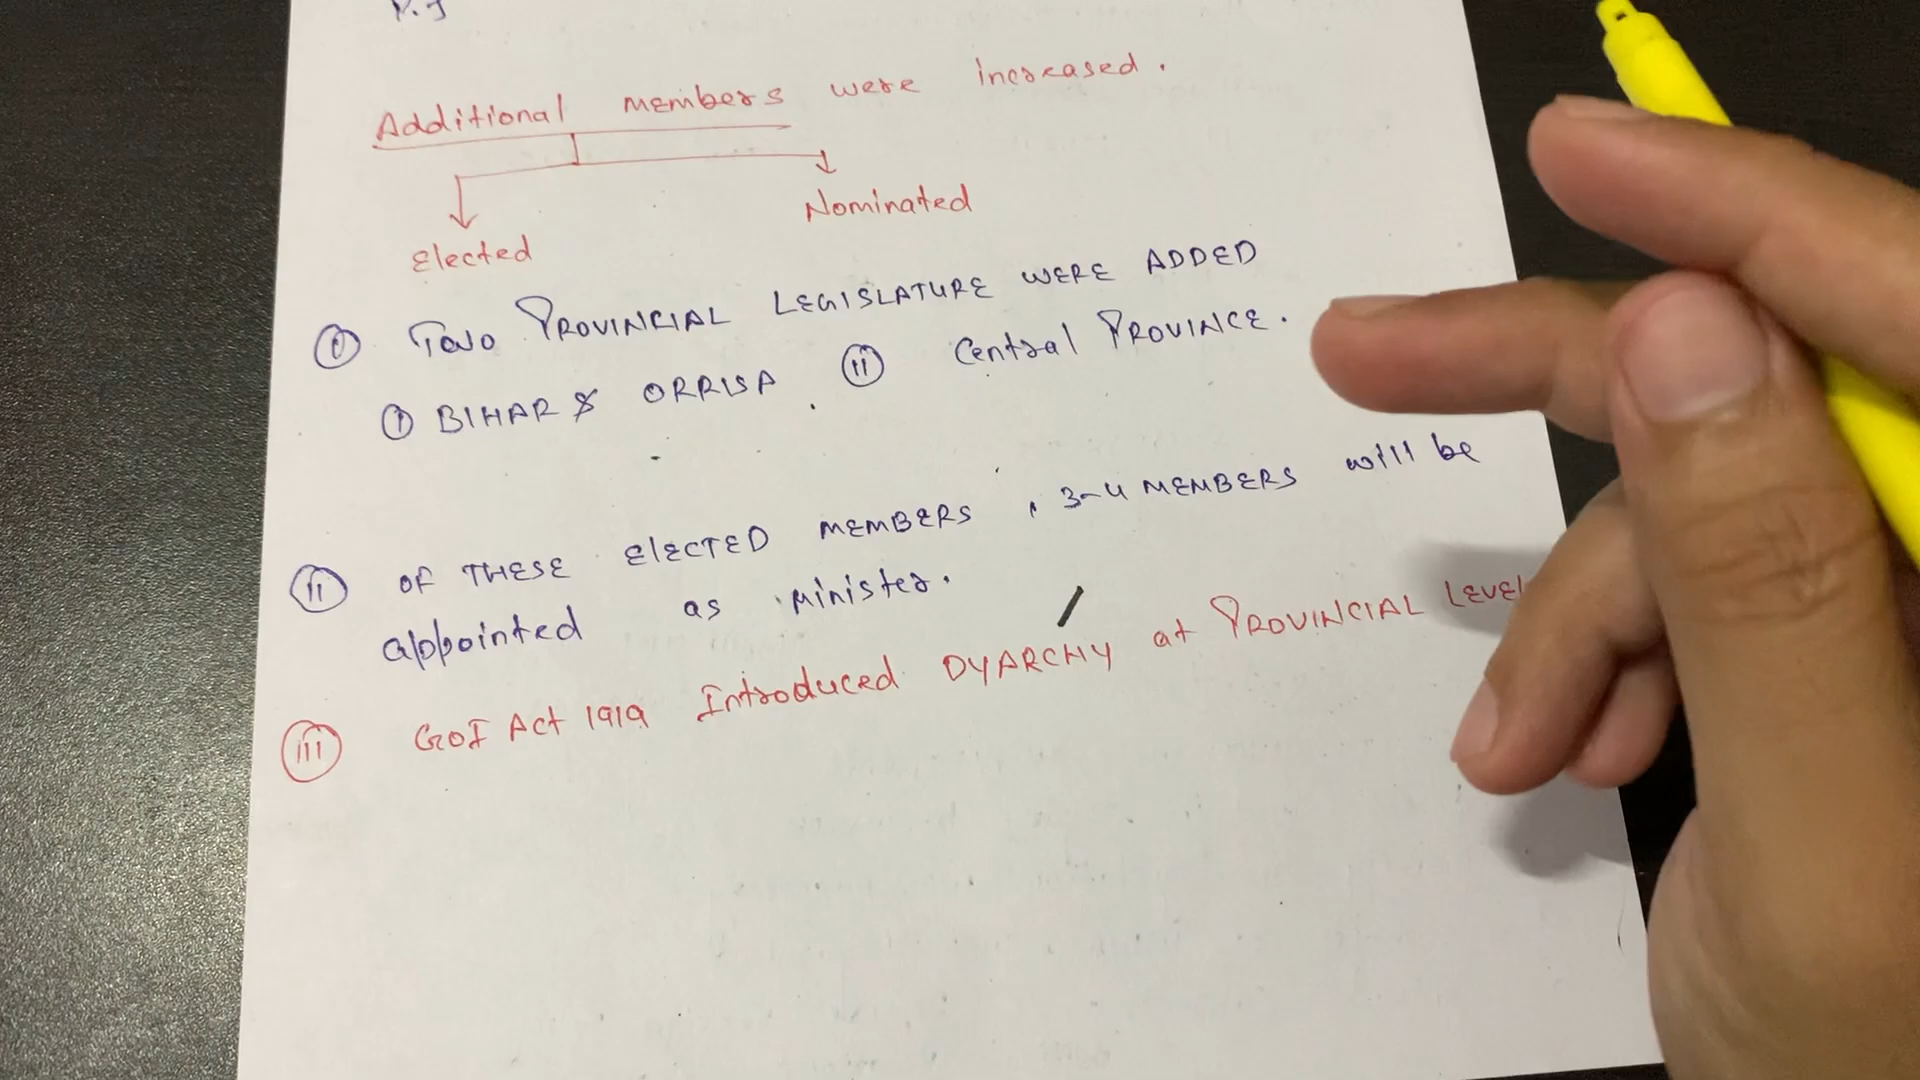 P.J
Additional members were increased.
Elected
Nominated
(i) Two PROVINCIAL LEGISLATURE WERE ADDED
(i) BIHAR & ORRISA (ii) Central PROVINCE.
(ii) OF THESE ELECTED MEMBERS, 3-4 MEMBERS will be
appointed as minister.
(iii) GOI Act 1919 Introduced DYARCHY at PROVINCIAL LEVEL